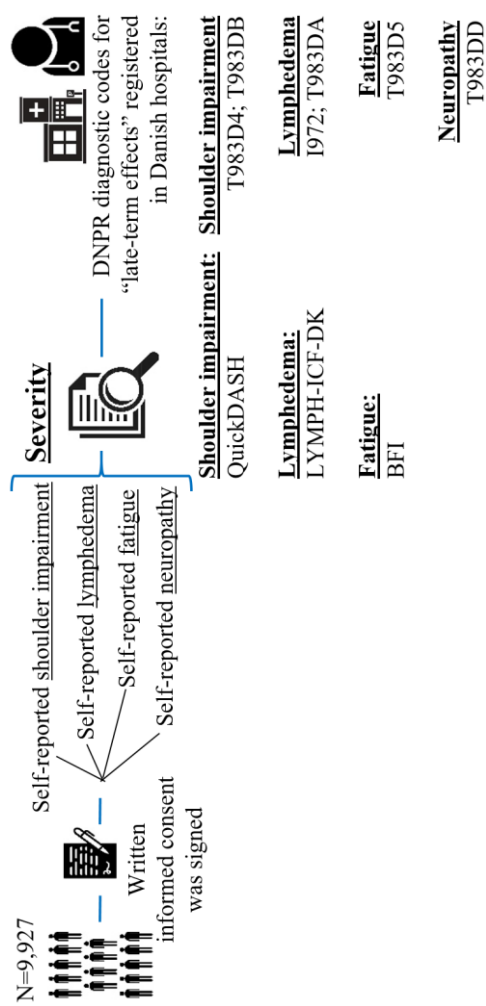 N=9,927
Written
informed consent
was signed
Self-reported shoulder impairment
Self-reported lymphedema
Self-reported fatigue
Self-reported neuropathy
Severity
Shoulder impairment:
QuickDASH
Lymphedema:
LYMPH-ICF-DK
Fatigue:
BFI
DNPR diagnostic codes for
“late-term effects” registered
in Danish hospitals:
Shoulder impairment
T983D4; T983DB
Lymphedema
I972; T983DA
Fatigue
T983D5
Neuropathy
T983DD